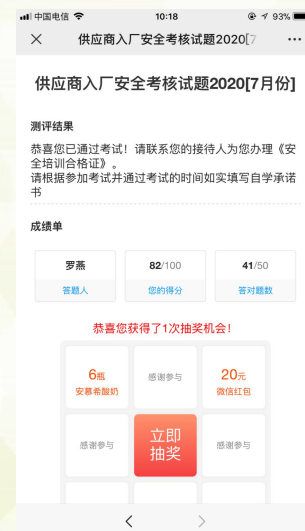 中国电信 10:18 93%
供应商入厂安全考核试题2020[7
供应商入厂安全考核试题2020[7月份]
测评结果
恭喜您已通过考试！请联系您的接待人为您办理《安
全培训合格证》。
请根据参加考试并通过考试的时间如实填写自学承诺
书
成绩单
罗燕 82/100 41/50
答题人 您的得分 答对题数
恭喜您获得了1次抽奖机会！
6瓶 感谢参与 20元
安慕希酸奶 微信红包
感谢参与 立即 感谢参与
抽奖